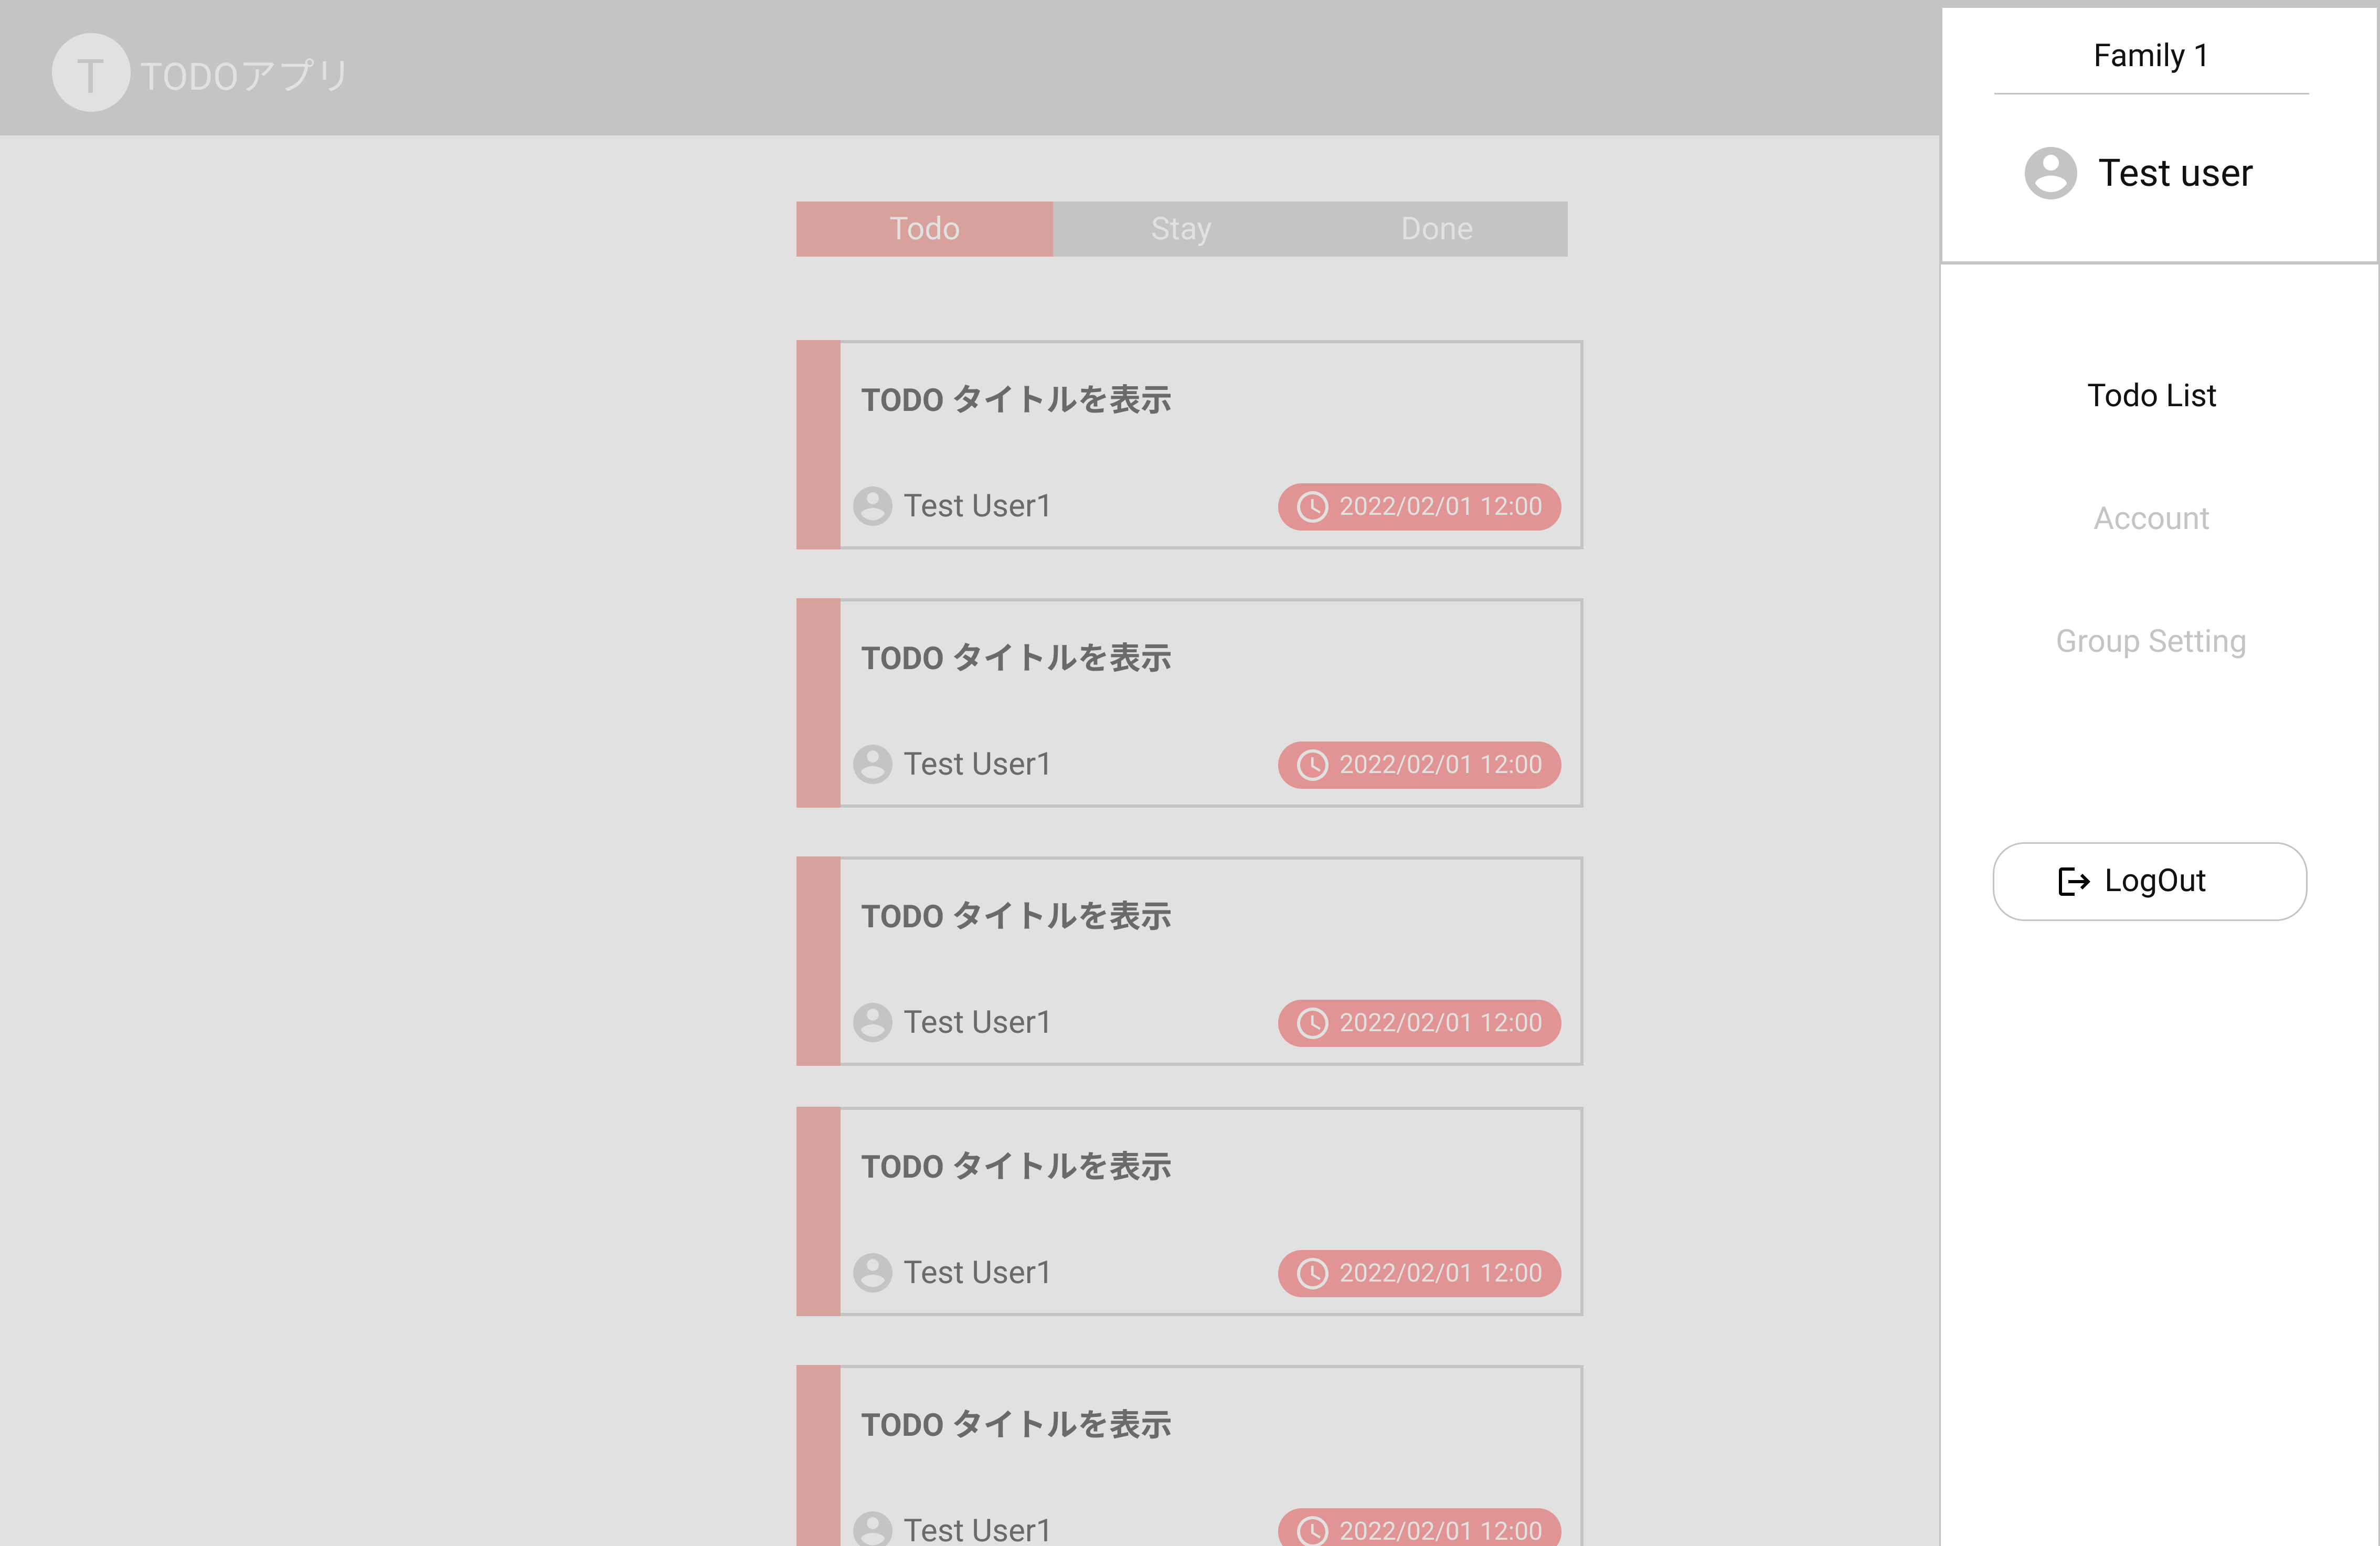 T TODOアプリ
Todo Stay Done
TODO タイトルを表示
Test User1 2022/02/01 12:00
TODO タイトルを表示
Test User1 2022/02/01 12:00
TODO タイトルを表示
Test User1 2022/02/01 12:00
TODO タイトルを表示
Test User1 2022/02/01 12:00
TODO タイトルを表示
Test User1 2022/02/01 12:00
Family 1
Test user
Todo List
Account
Group Setting
LogOut